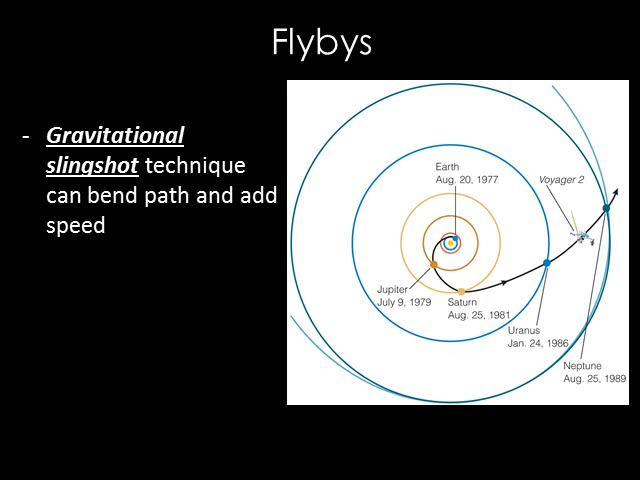 Flybys
- Gravitational
slingshot technique
can bend path and add
speed
Earth
Aug. 20, 1977
Voyager 2
Jupiter
July 9, 1979
Saturn
Aug. 25, 1981
Uranus
Jan. 24, 1986
Neptune
Aug. 25, 1989